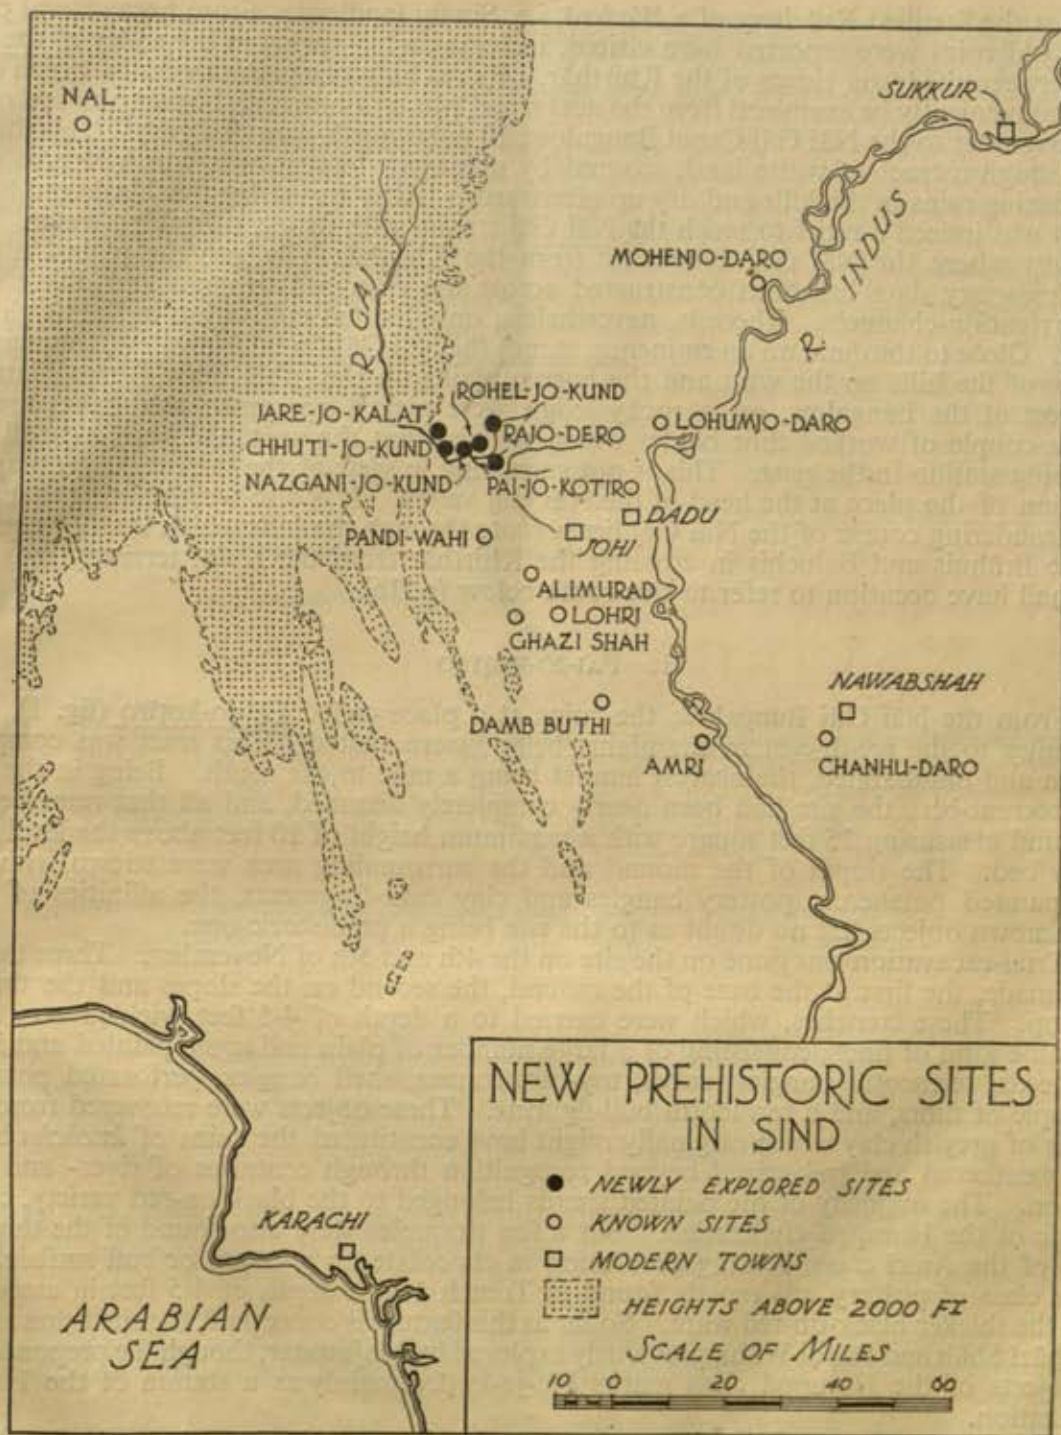 NAL
SUKKUR
R. INDUS
MOHENJO-DARO
R. GAJ
ROHEL-JO-KUND
JARE-JO-KALAT
LOHUMJO-DARO
RAJO-DERO
CHHUTI-JO-KUND
NAZGANI-JO-KUND
PAI-JO-KOTIRO
DADU
PANDI-WAHI
JOHI
ALIMURAD
LOHRI
GHAZI SHAH
NAWABSHAH
DAMB BUTHI
AMRI
CHANHU-DARO
NEW PREHISTORIC SITES
IN SIND
NEWLY EXPLORED SITES
KNOWN SITES
MODERN TOWNS
HEIGHTS ABOVE 2000 FT
SCALE OF MILES
10 0 20 40 60
KARACHI
ARABIAN
SEA